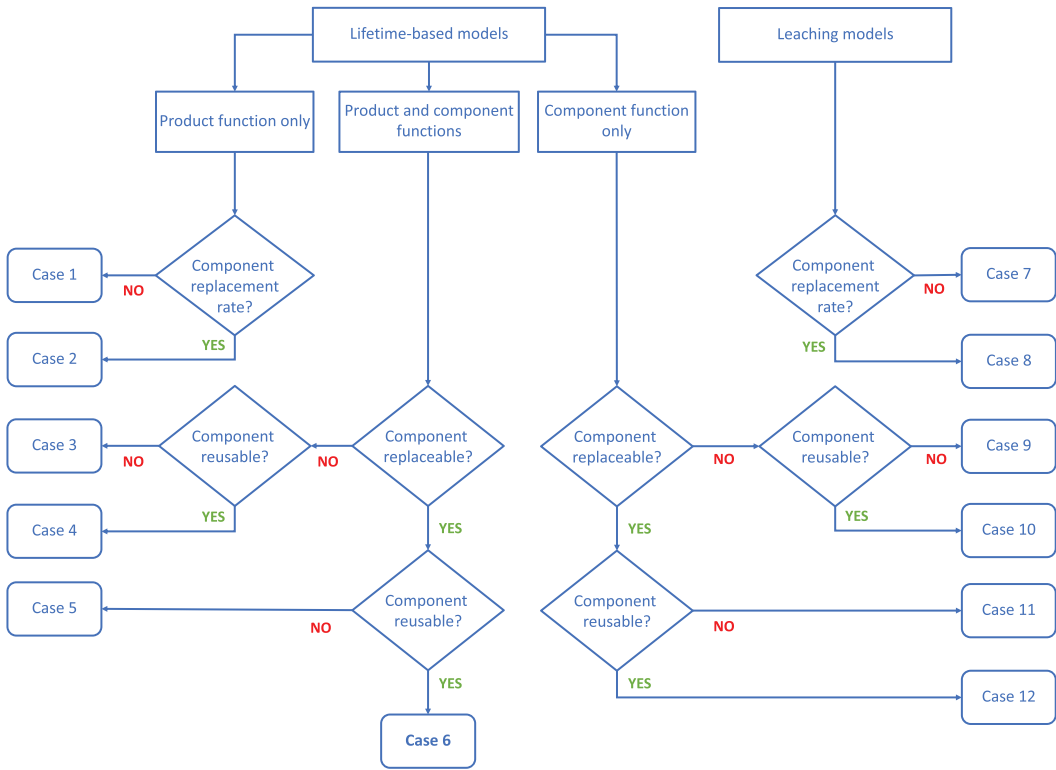 Lifetime-based models
Leaching models
Product function only
Product and component
functions
Component function
only
Component
replacement
rate?
NO
YES
Case 1
Case 2
Component
replacement
rate?
NO
YES
Case 7
Case 8
Component
replaceable?
NO
YES
Component
reusable?
NO
YES
Case 3
Case 4
Component
replaceable?
NO
YES
Component
reusable?
NO
YES
Case 9
Case 10
Component
reusable?
NO
YES
Case 5
Case 6
Component
reusable?
NO
YES
Case 11
Case 12